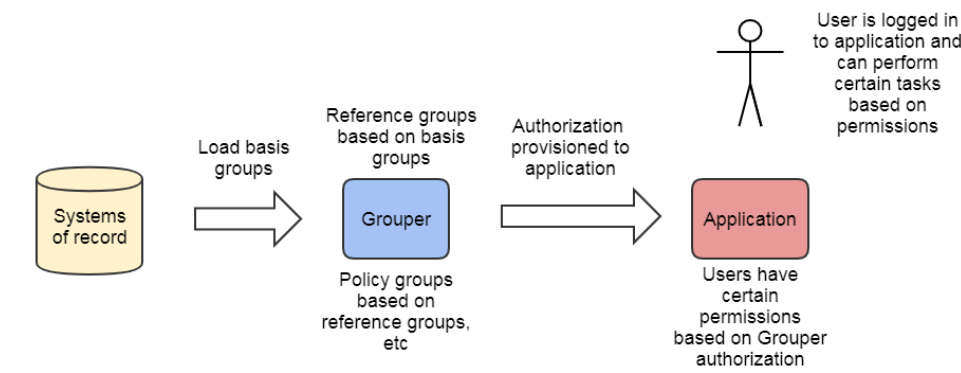 User is logged in
to application and
can perform
certain tasks
based on
permissions
Reference groups
based on basis
groups
Authorization
provisioned to
application
Load basis
groups
Systems
of record
Grouper
Application
Policy groups
based on
reference groups,
etc
Users have
certain
permissions
based on Grouper
authorization